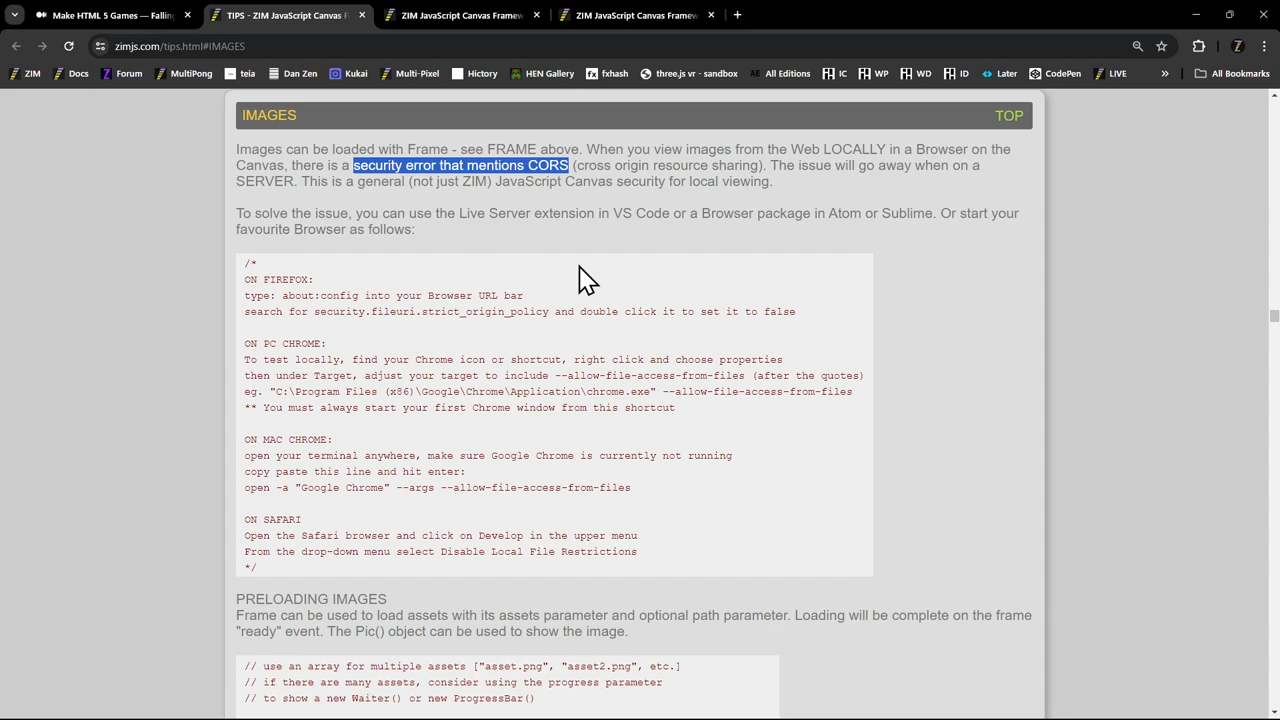 Make HTML 5 Games — Falling
TIPS - ZIM JavaScript Canvas F
ZIM JavaScript Canvas Framew
ZIM JavaScript Canvas Framew
zimjs.com/tips.html#IMAGES
ZIM
Docs
Forum
MultiPong
teia
Dan Zen
Kukai
Multi-Pixel
Hictory
HEN Gallery
fxhash
three.js vr - sandbox
All Editions
IC
WP
WD
ID
Later
CodePen
LIVE
All Bookmarks
IMAGES
TOP
Images can be loaded with Frame - see FRAME above. When you view images from the Web LOCALLY in a Browser on the
Canvas, there is a security error that mentions CORS (cross origin resource sharing). The issue will go away when on a
SERVER. This is a general (not just ZIM) JavaScript Canvas security for local viewing.
To solve the issue, you can use the Live Server extension in VS Code or a Browser package in Atom or Sublime. Or start your
favourite Browser as follows:
/*
ON FIREFOX:
type: about:config into your Browser URL bar
search for security.fileuri.strict_origin_policy and double click it to set it to false
ON PC CHROME:
To test locally, find your Chrome icon or shortcut, right click and choose properties
then under Target, adjust your target to include --allow-file-access-from-files (after the quotes)
eg. "C:\Program Files (x86)\Google\Chrome\Application\chrome.exe" --allow-file-access-from-files
** You must always start your first Chrome window from this shortcut
ON MAC CHROME:
open your terminal anywhere, make sure Google Chrome is currently not running
copy paste this line and hit enter:
open -a "Google Chrome" --args --allow-file-access-from-files
ON SAFARI
Open the Safari browser and click on Develop in the upper menu
From the drop-down menu select Disable Local File Restrictions
*/
PRELOADING IMAGES
Frame can be used to load assets with its assets parameter and optional path parameter. Loading will be complete on the frame
"ready" event. The Pic() object can be used to show the image.
// use an array for multiple assets ["asset.png", "asset2.png", etc.]
// if there are many assets, consider using the progress parameter
// to show a new Waiter() or new ProgressBar()